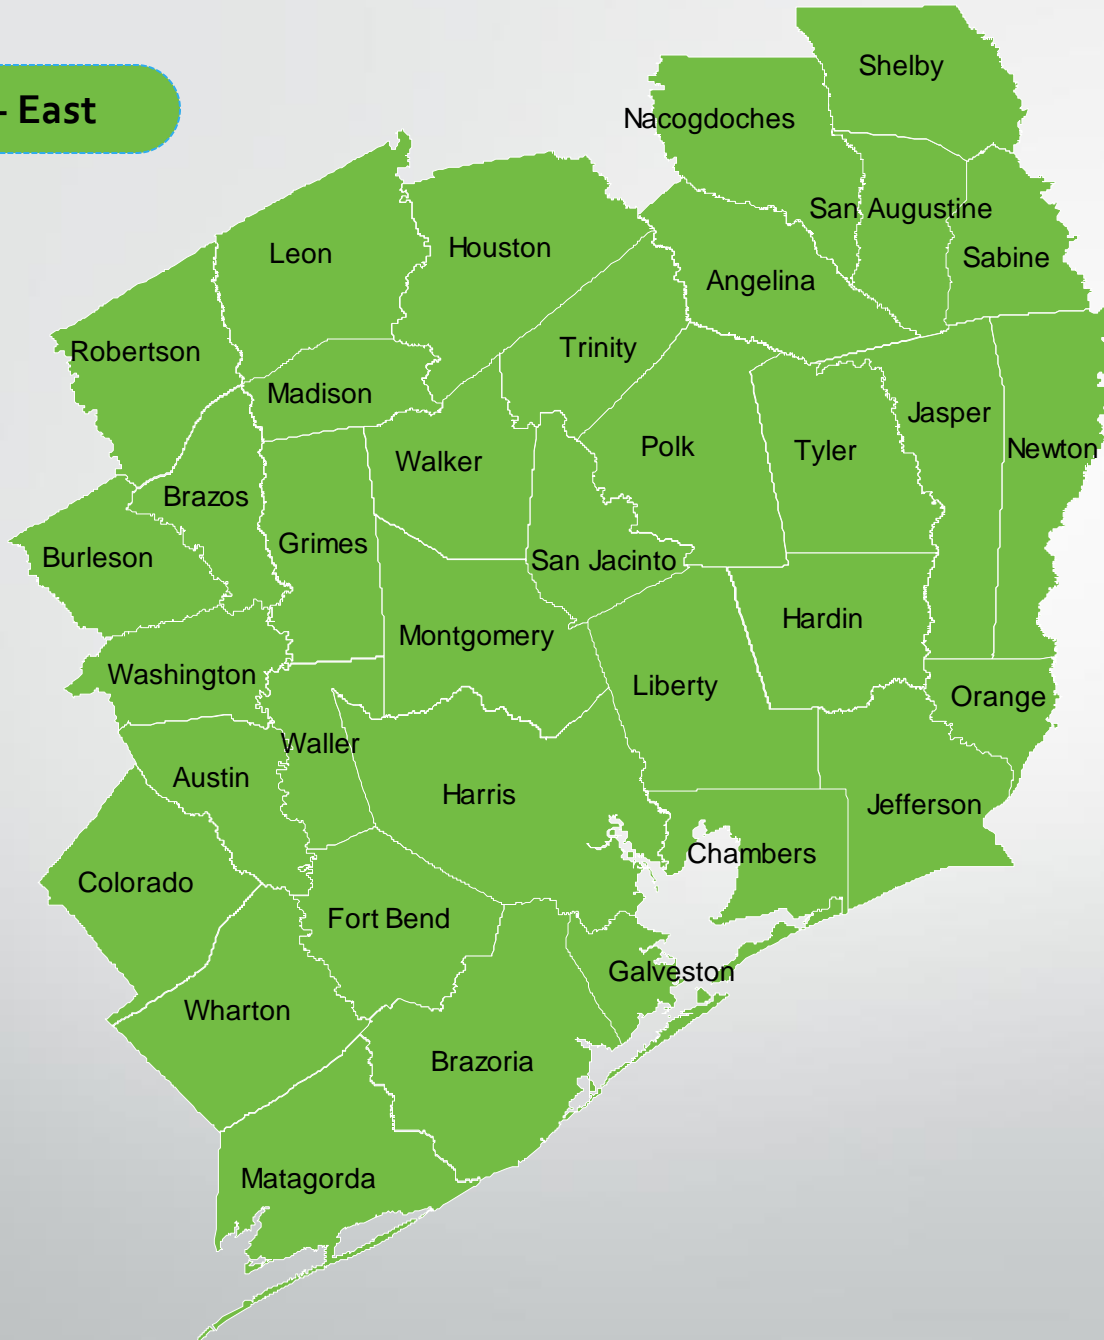 - East
Shelby
Nacogdoches
San Augustine
Leon
Houston
Sabine
Angelina
Robertson
Trinity
Madison
Jasper
Polk
Tyler
Newton
Walker
Brazos
Grimes
Burleson
San Jacinto
Hardin
Montgomery
Washington
Liberty
Orange
Waller
Austin
Harris
Jefferson
Chambers
Colorado
Fort Bend
Galveston
Wharton
Brazoria
Matagorda